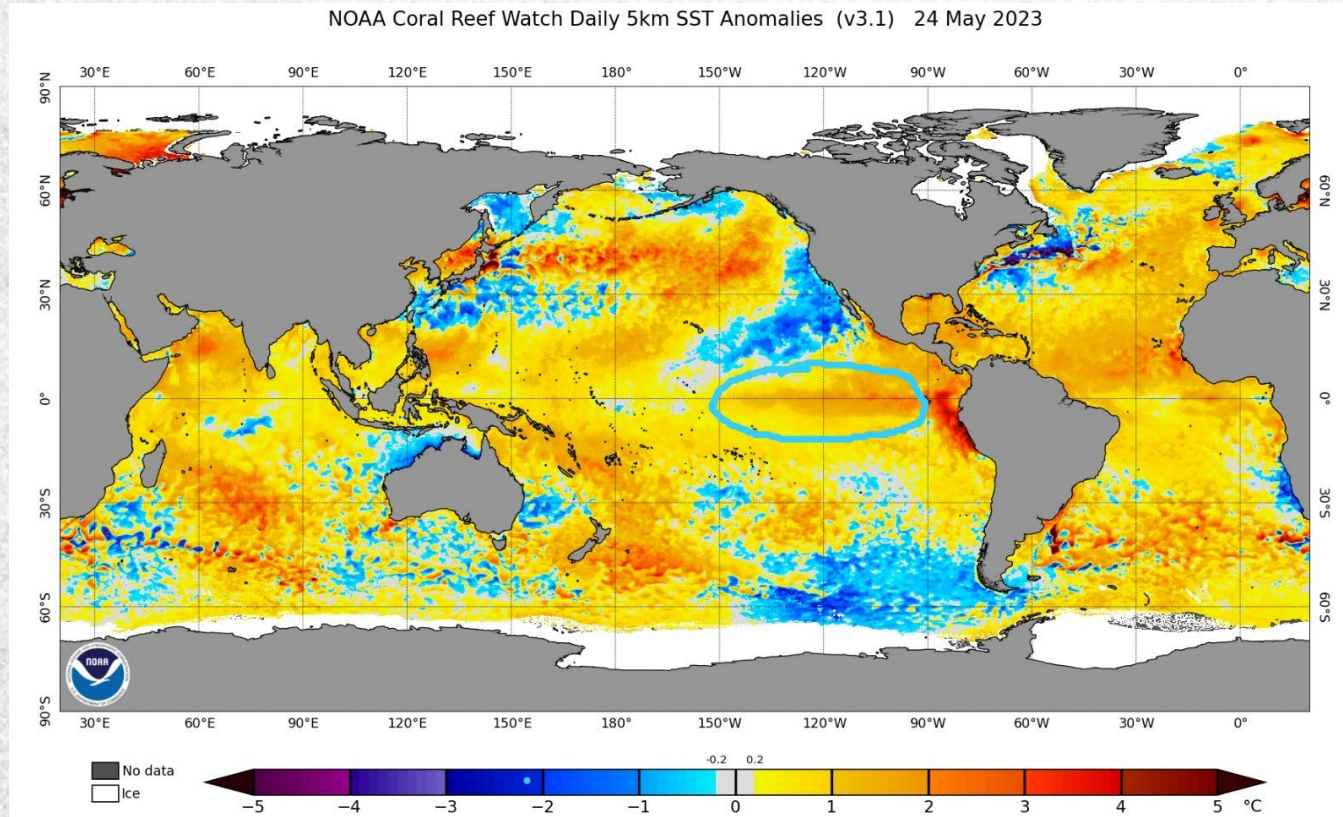 NOAA Coral Reef Watch Daily 5km SST Anomalies (v3.1) 24 May 2023
30°E 60°E 90°E 120°E 150°E 180° 150°W 120°W 90°W 60°W 30°W 0°
90°N 90°N
60°N 60°N
30°N 30°N
0° 0°
30°S 30°S
60°S 60°S
90°S 90°S
NOAA
30°E 60°E 90°E 120°E 150°E 180° 150°W 120°W 90°W 60°W 30°W 0°
-0.2 0.2
No data
Ice
−5 −4 −3 −2 −1 0 1 2 3 4 5 °C